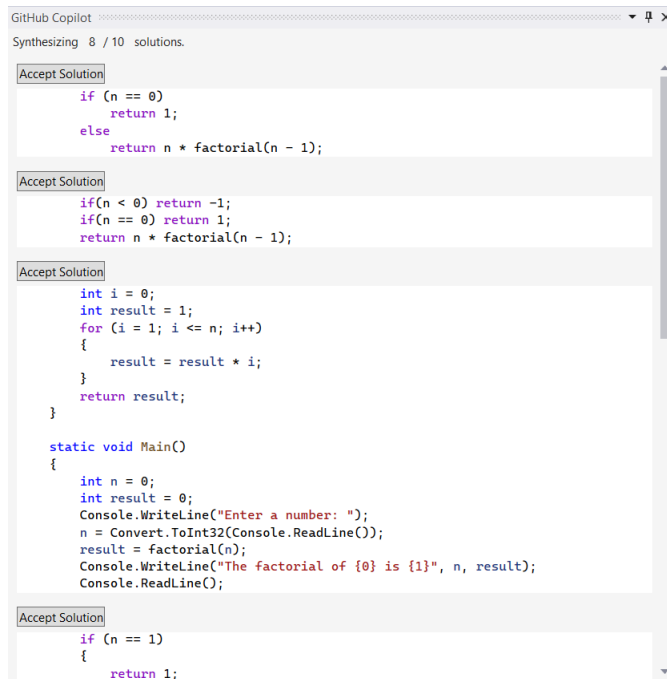 GitHub Copilot
Synthesizing 8 / 10 solutions.
Accept Solution
if (n == 0)
return 1;
else
return n * factorial(n - 1);
Accept Solution
if(n < 0) return -1;
if(n == 0) return 1;
return n * factorial(n - 1);
Accept Solution
int i = 0;
int result = 1;
for (i = 1; i <= n; i++)
{
result = result * i;
}
return result;
}
static void Main()
{
int n = 0;
int result = 0;
Console.WriteLine("Enter a number: ");
n = Convert.ToInt32(Console.ReadLine());
result = factorial(n);
Console.WriteLine("The factorial of {0} is {1}", n, result);
Console.ReadLine();
Accept Solution
if (n == 1)
{
return 1;